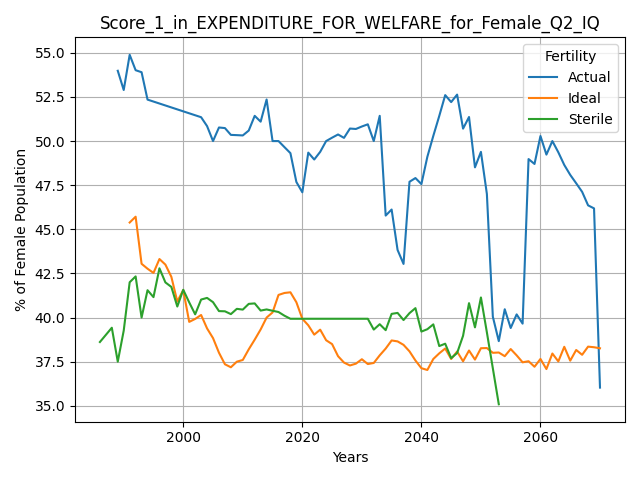 Score_1_in_EXPENDITURE_FOR_WELFARE_for_Female_Q2_IQ
Fertility
Actual
Ideal
Sterile
% of Female Population
55.0
52.5
50.0
47.5
45.0
42.5
40.0
37.5
35.0
2000
2020
2040
2060
Years